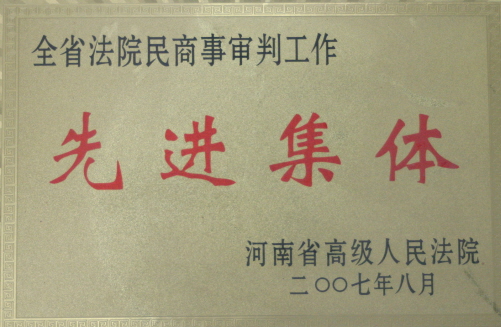 全省法院民商事审判工作
先进集体
河南省高级人民法院
二〇〇七年八月